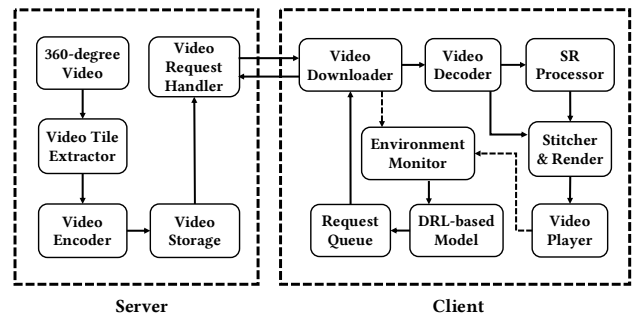 360-degree
Video
Video Tile
Extractor
Video
Encoder
Video
Storage
Video
Request
Handler
Server
Video
Downloader
Video
Decoder
SR
Processor
Environment
Monitor
Stitcher
& Render
Request
Queue
DRL-based
Model
Video
Player
Client